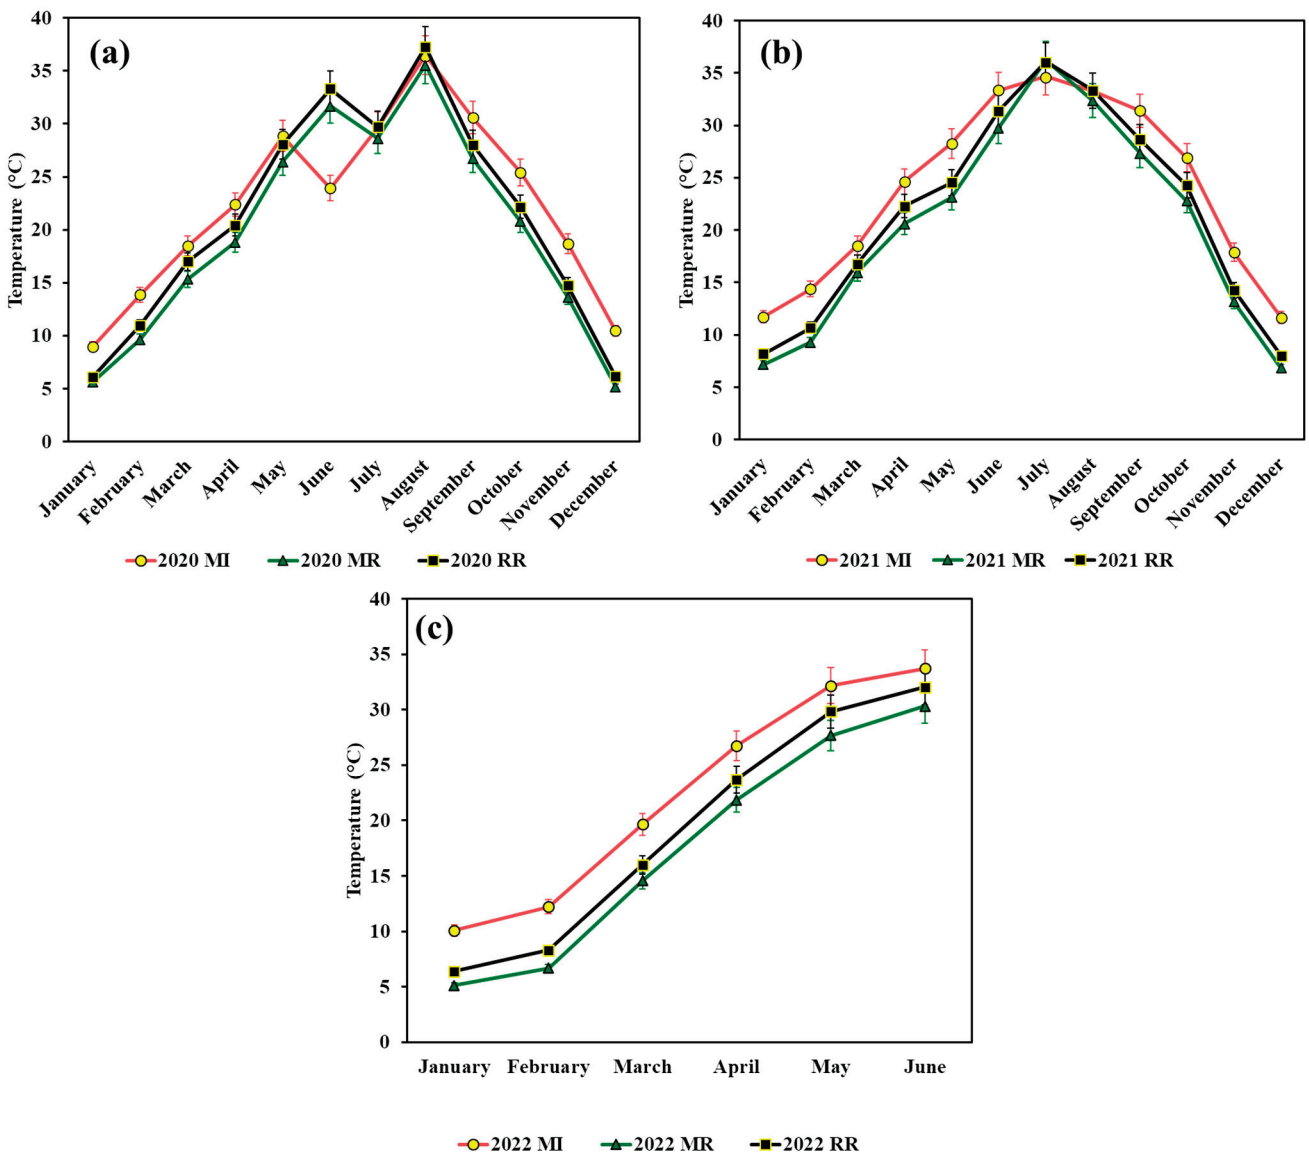 (a)
Temperature (°C)
40
35
30
25
20
15
10
5
0
January
February
March
April
May
June
July
August
September
October
November
December
2020 MI 2020 MR 2020 RR
(b)
Temperature (°C)
40
35
30
25
20
15
10
5
0
January
February
March
April
May
June
July
August
September
October
November
December
2021 MI 2021 MR 2021 RR
(c)
Temperature (°C)
40
35
30
25
20
15
10
5
0
January February March April May June
2022 MI 2022 MR 2022 RR